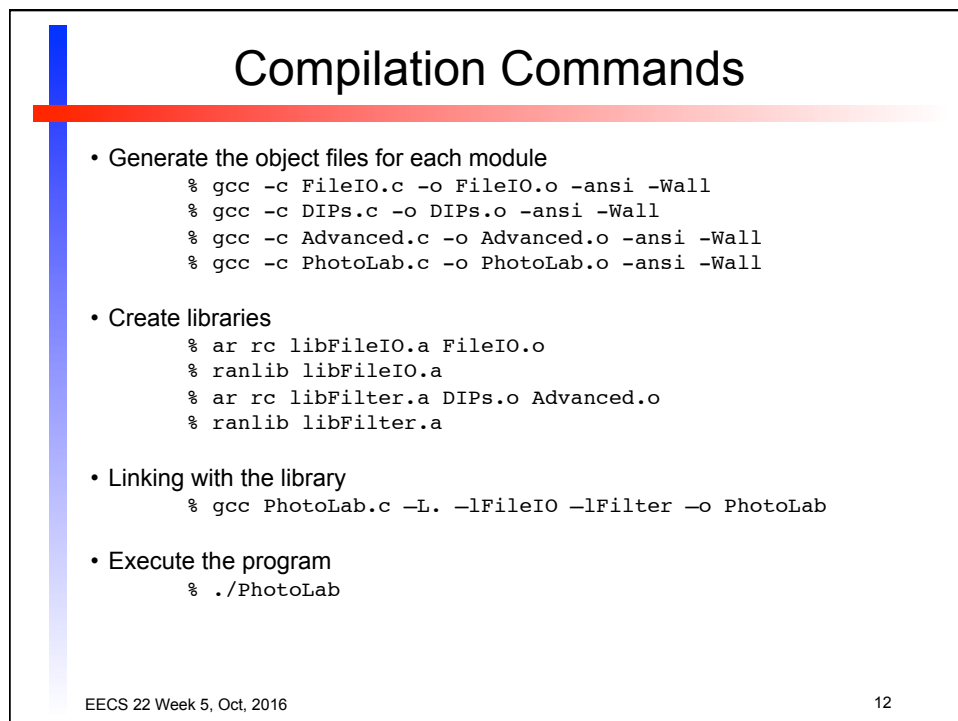 Compilation Commands
• Generate the object files for each module
% gcc -c FileIO.c -o FileIO.o -ansi -Wall
% gcc -c DIPs.c -o DIPs.o -ansi -Wall
% gcc -c Advanced.c -o Advanced.o -ansi -Wall
% gcc -c PhotoLab.c -o PhotoLab.o -ansi -Wall
• Create libraries
% ar rc libFileIO.a FileIO.o
% ranlib libFileIO.a
% ar rc libFilter.a DIPs.o Advanced.o
% ranlib libFilter.a
• Linking with the library
% gcc PhotoLab.c –L. –lFileIO –lFilter –o PhotoLab
• Execute the program
% ./PhotoLab
EECS 22 Week 5, Oct, 2016 12